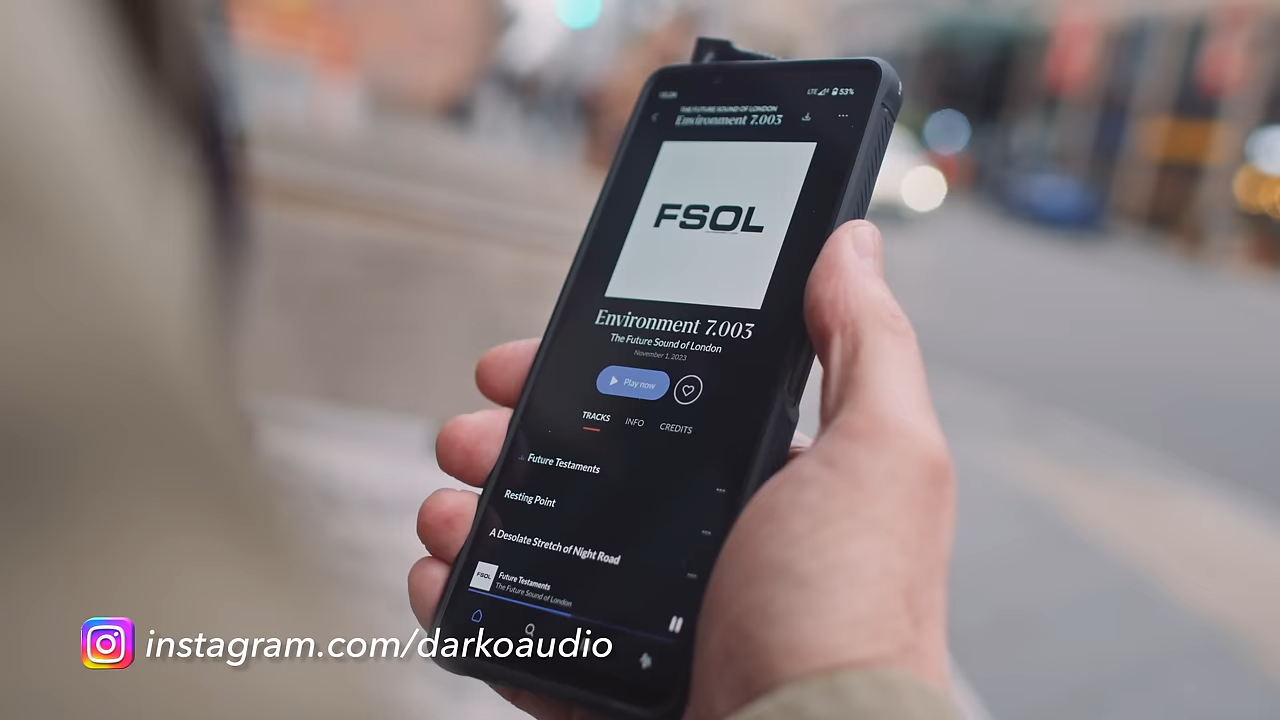 LTE 53%
THE FUTURE SOUND OF LONDON
Environment 7.003
FSOL
Environment 7.003
The Future Sound of London
November 1, 2023
Play now
TRACKS INFO CREDITS
Future Testaments
Resting Point
A Desolate Stretch of Night Road
FSOL
Future Testaments
The Future Sound of London
instagram.com/darkoaudio